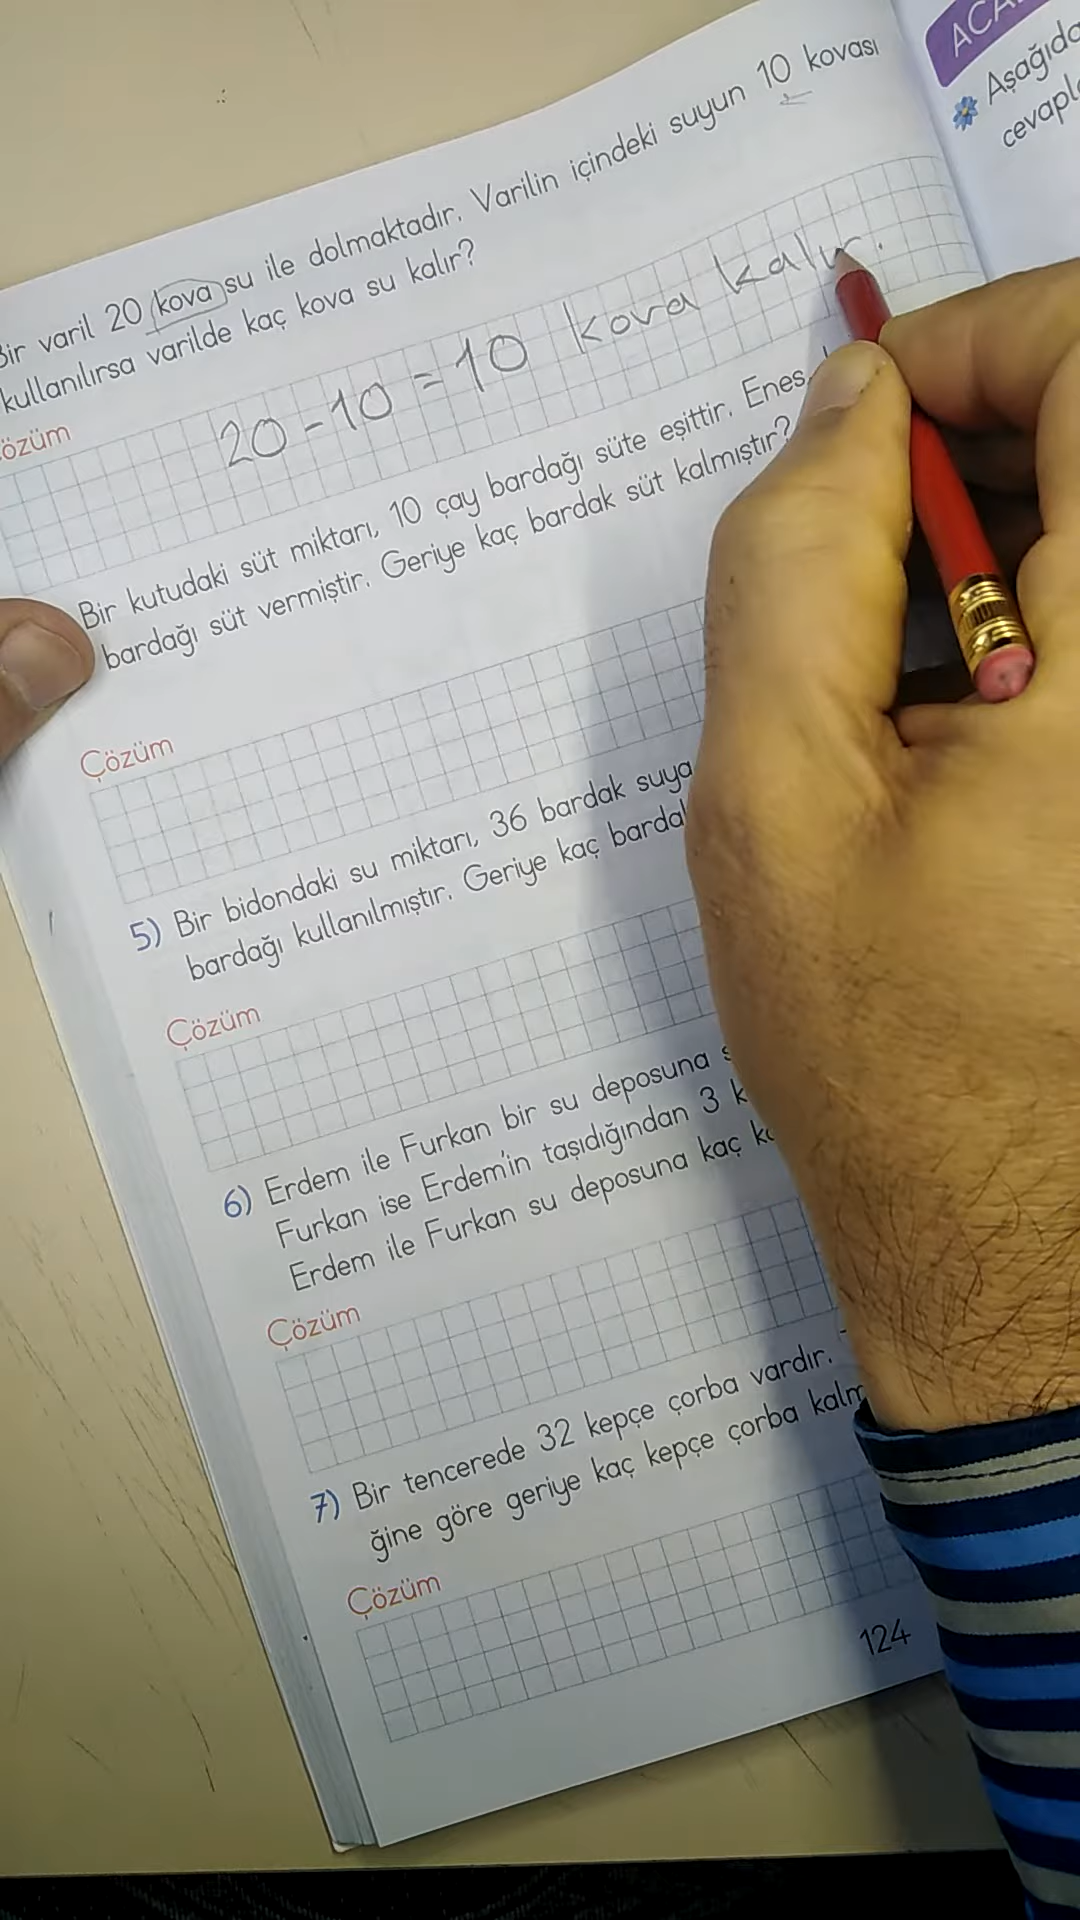 Bir varil 20 kova su ile dolmaktadır. Varilin içindeki suyun 10 kovası
kullanılırsa varilde kaç kova su kalır?
özüm
20-10=10 kova kalır.
Bir kutudaki süt miktarı, 10 çay bardağı süte eşittir. Enes,
bardağı süt vermiştir. Geriye kaç bardak süt kalmıştır?
Çözüm
5) Bir bidondaki su miktarı, 36 bardak suya
bardağı kullanılmıştır. Geriye kaç
Çözüm
6) Erdem ile Furkan bir su deposuna
Furkan ise Erdem'in taşıdığından 3
Erdem ile Furkan su deposuna kaç
Çözüm
7) Bir tencerede 32 kepçe çorba vardır.
ğine göre geriye kaç kepçe çorba
Çözüm
124
Aşağıda